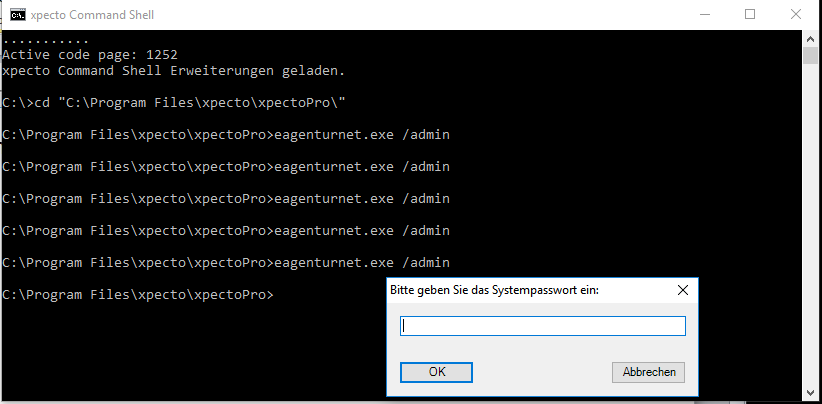 xpecto Command Shell
...........
Active code page: 1252
xpecto Command Shell Erweiterungen geladen.
C:\>cd "C:\Program Files\xpecto\xpectoPro\"
C:\Program Files\xpecto\xpectoPro>eagenturnet.exe /admin
C:\Program Files\xpecto\xpectoPro>eagenturnet.exe /admin
C:\Program Files\xpecto\xpectoPro>eagenturnet.exe /admin
C:\Program Files\xpecto\xpectoPro>eagenturnet.exe /admin
C:\Program Files\xpecto\xpectoPro>eagenturnet.exe /admin
C:\Program Files\xpecto\xpectoPro>
Bitte geben Sie das Systempasswort ein:
OK
Abbrechen